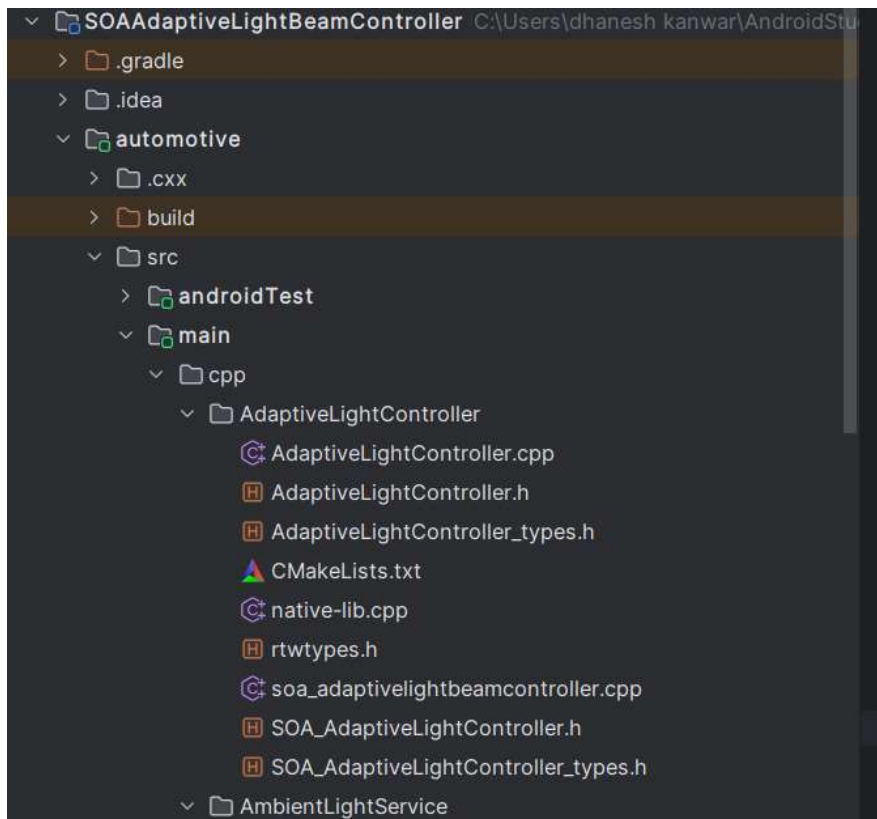 SOAAdaptiveLightBeamController C:\Users\dhanesh kanwar\AndroidStu
.gradle
.idea
automotive
.cxx
build
src
androidTest
main
cpp
AdaptiveLightController
AdaptiveLightController.cpp
AdaptiveLightController.h
AdaptiveLightController_types.h
CMakeLists.txt
native-lib.cpp
rtwtypes.h
soa_adaptivelightbeamcontroller.cpp
SOA_AdaptiveLightController.h
SOA_AdaptiveLightController_types.h
AmbientLightService